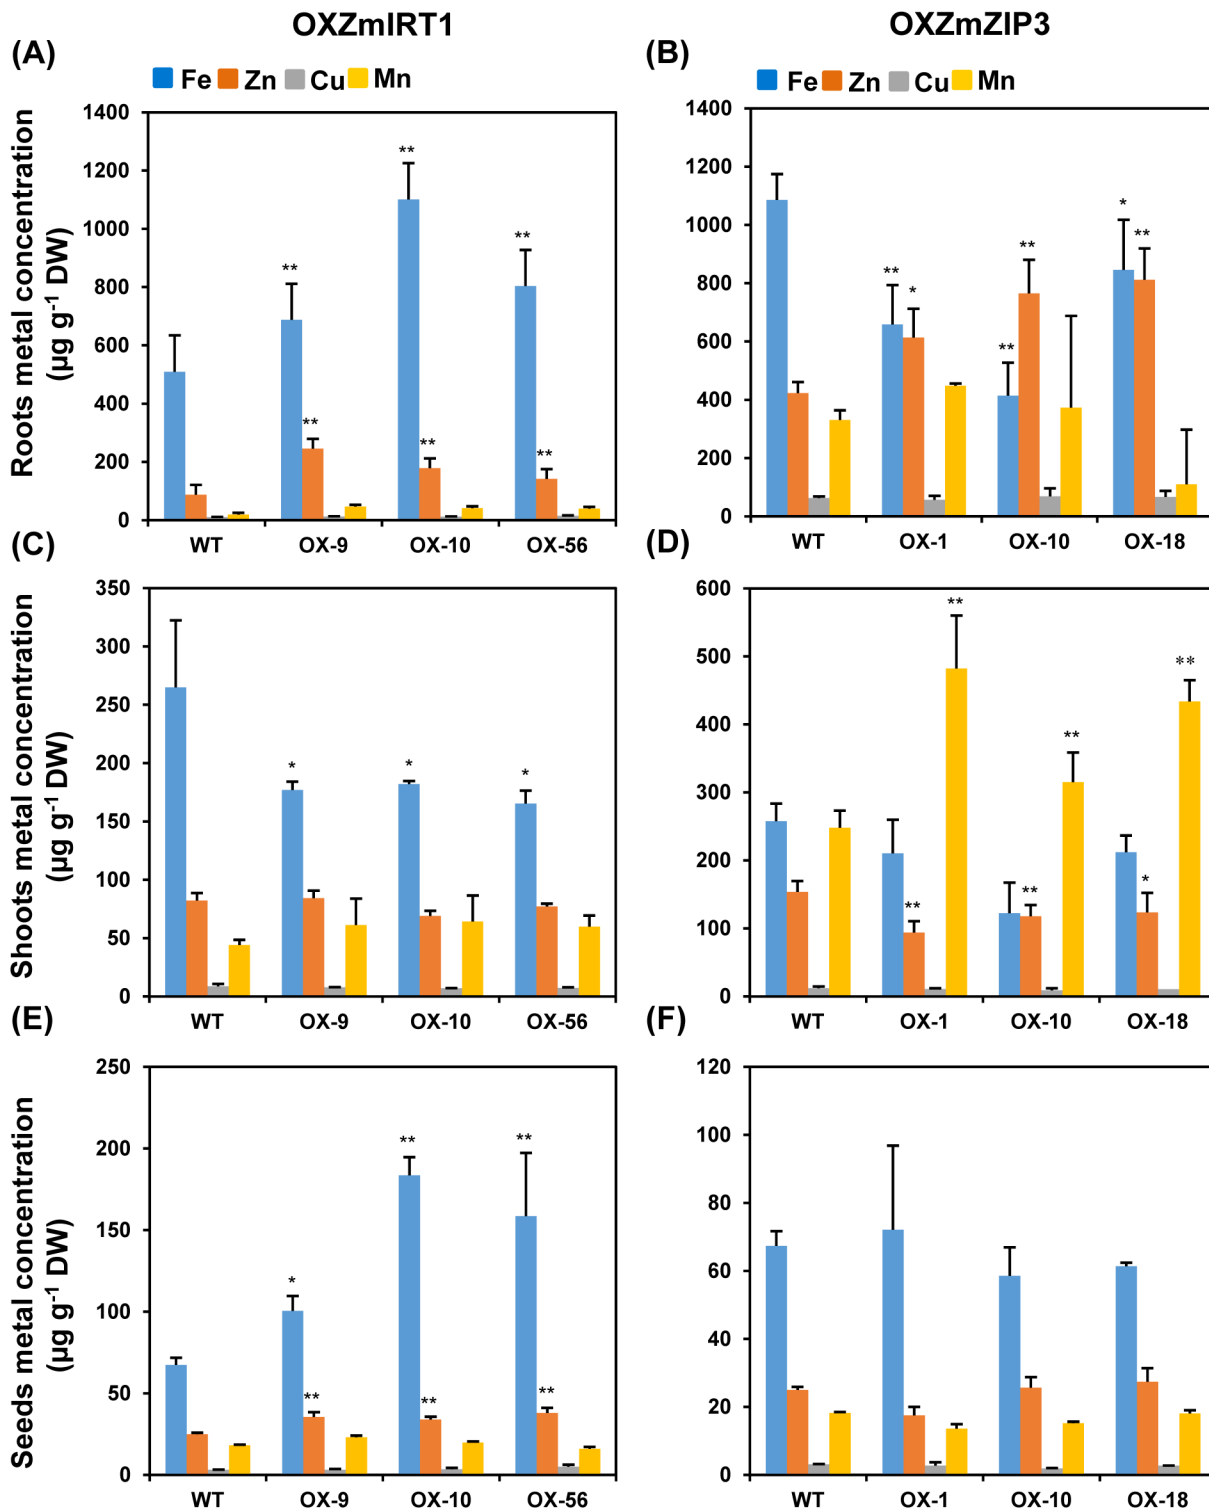 OXZmIRT1
OXZmZIP3
(A)
Fe Zn Cu Mn
Roots metal concentration
(µg g⁻¹ DW)
1400
1200
1000
800
600
400
200
0
** ** ** ** ** **
WT OX-9 OX-10 OX-56
(B)
Fe Zn Cu Mn
1400
1200
1000
800
600
400
200
0
** * ** ** * **
WT OX-1 OX-10 OX-18
(C)
Shoots metal concentration
(µg g⁻¹ DW)
350
300
250
200
150
100
50
0
* * *
WT OX-9 OX-10 OX-56
(D)
600
500
400
300
200
100
0
** ** ** ** * **
WT OX-1 OX-10 OX-18
(E)
Seeds metal concentration
(µg g⁻¹ DW)
250
200
150
100
50
0
* ** ** ** ** **
WT OX-9 OX-10 OX-56
(F)
120
100
80
60
40
20
0
WT OX-1 OX-10 OX-18